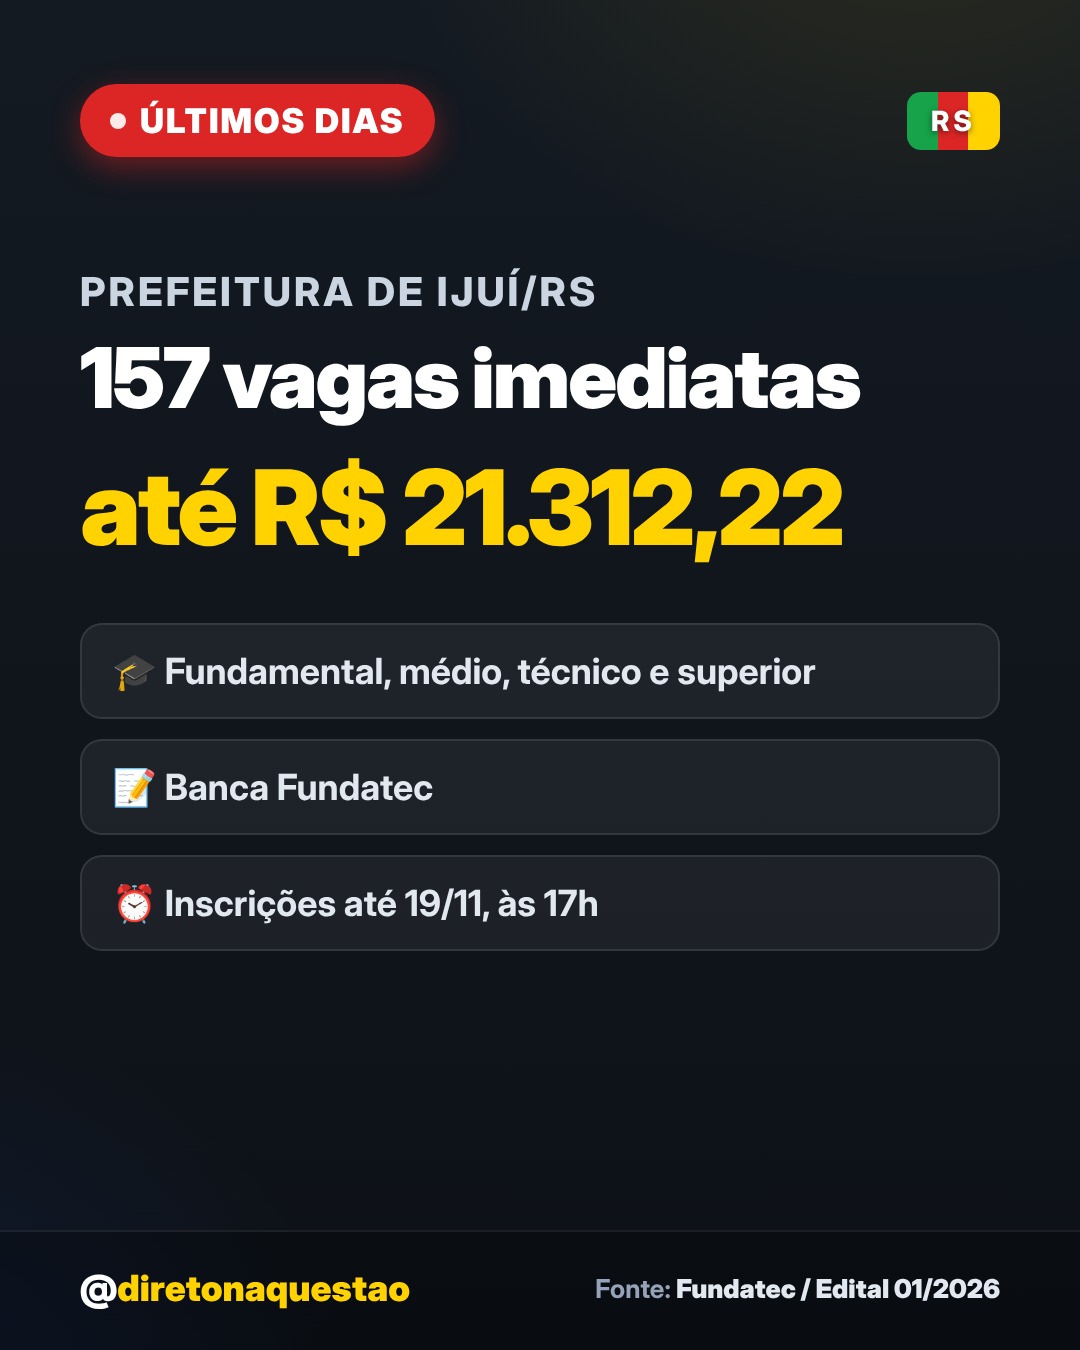 ÚLTIMOS DIAS
RS
PREFEITURA DE IJUÍ/RS
157 vagas imediatas
até R$ 21.312,22
Fundamental, médio, técnico e superior
Banca Fundatec
Inscrições até 19/11, às 17h
@diretonaquestao
Fonte: Fundatec / Edital 01/2026